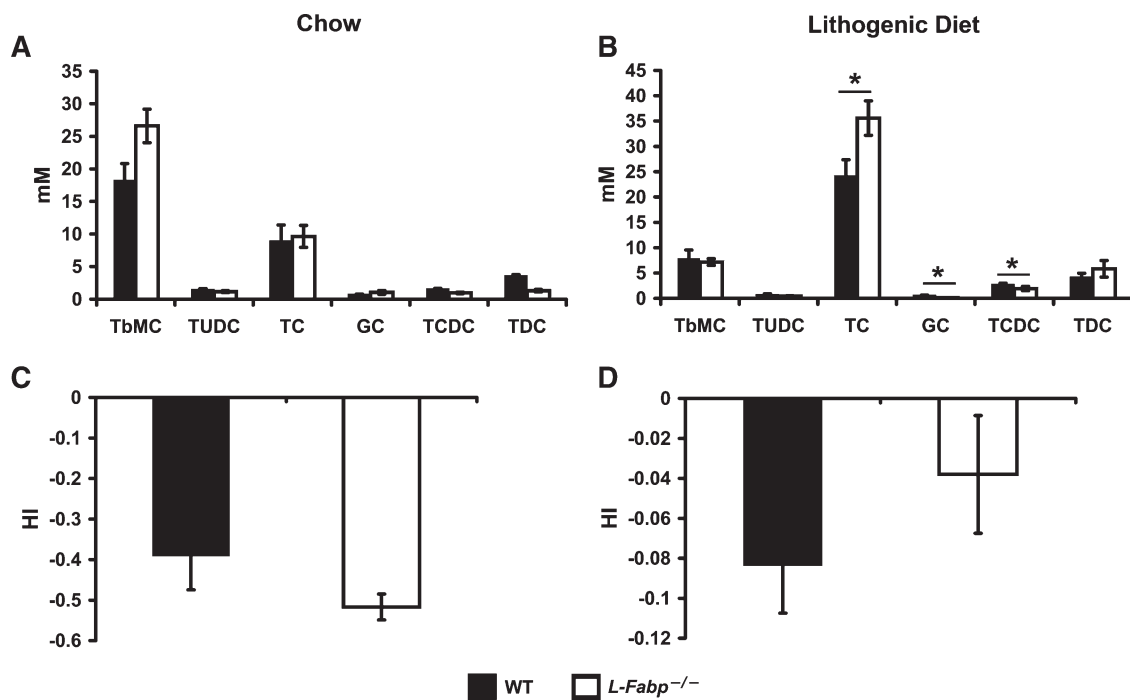 Chow
Lithogenic Diet
A
B
35
30
25
20
15
10
5
0
mM
TbMC TUDC TC GC TCDC TDC
45
40
35
30
25
20
15
10
5
0
mM
* * *
TbMC TUDC TC GC TCDC TDC
C
D
0
-0.1
-0.2
-0.3
-0.4
-0.5
-0.6
HI
0
-0.02
-0.04
-0.06
-0.08
-0.1
-0.12
HI
WT L-Fabp−/−